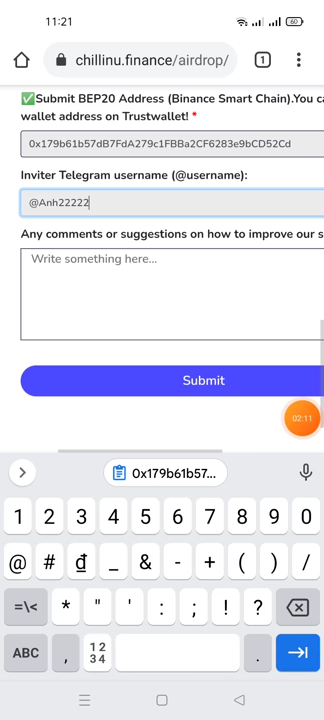 11:21
60
chillinu.finance/airdrop/
1
✅Submit BEP20 Address (Binance Smart Chain).You ca
wallet address on Trustwallet! *
0x179b61b57dB7FdA279c1FBBa2CF6283e9bCD52Cd
Inviter Telegram username (@username):
@Anh22222
Any comments or suggestions on how to improve our s
Write something here...
Submit
02:11
0x179b61b57...
1 2 3 4 5 6 7 8 9 0
@ # ₫ _ & - + ( ) /
=\< * " ' : ; ! ?
ABC , 12 34 .